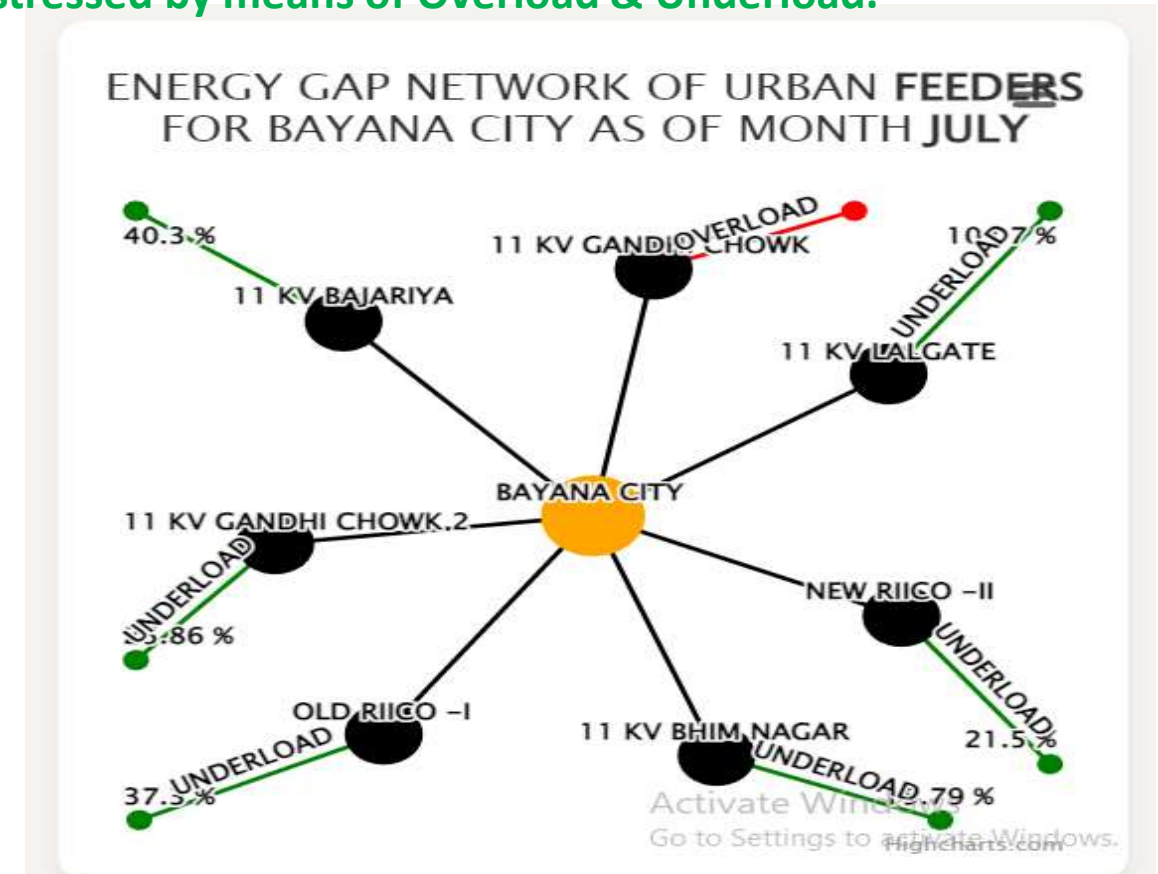 stressed by means of Overload & Underload.
ENERGY GAP NETWORK OF URBAN FEEDERS
FOR BAYANA CITY AS OF MONTH JULY
40.3 %
11 KV GANDHI CHOWK
OVERLOAD
UNDERLOAD
11 KV BAJARIYA
11 KV LALGATE
BAYANA CITY
11 KV GANDHI CHOWK.2
UNDERLOAD
NEW RIICO -II
UNDERLOAD
OLD RIICO -I
UNDERLOAD
11 KV BHIM NAGAR
UNDERLOAD
Activate Windows
Go to Settings to activate Windows.
Highcharts.com